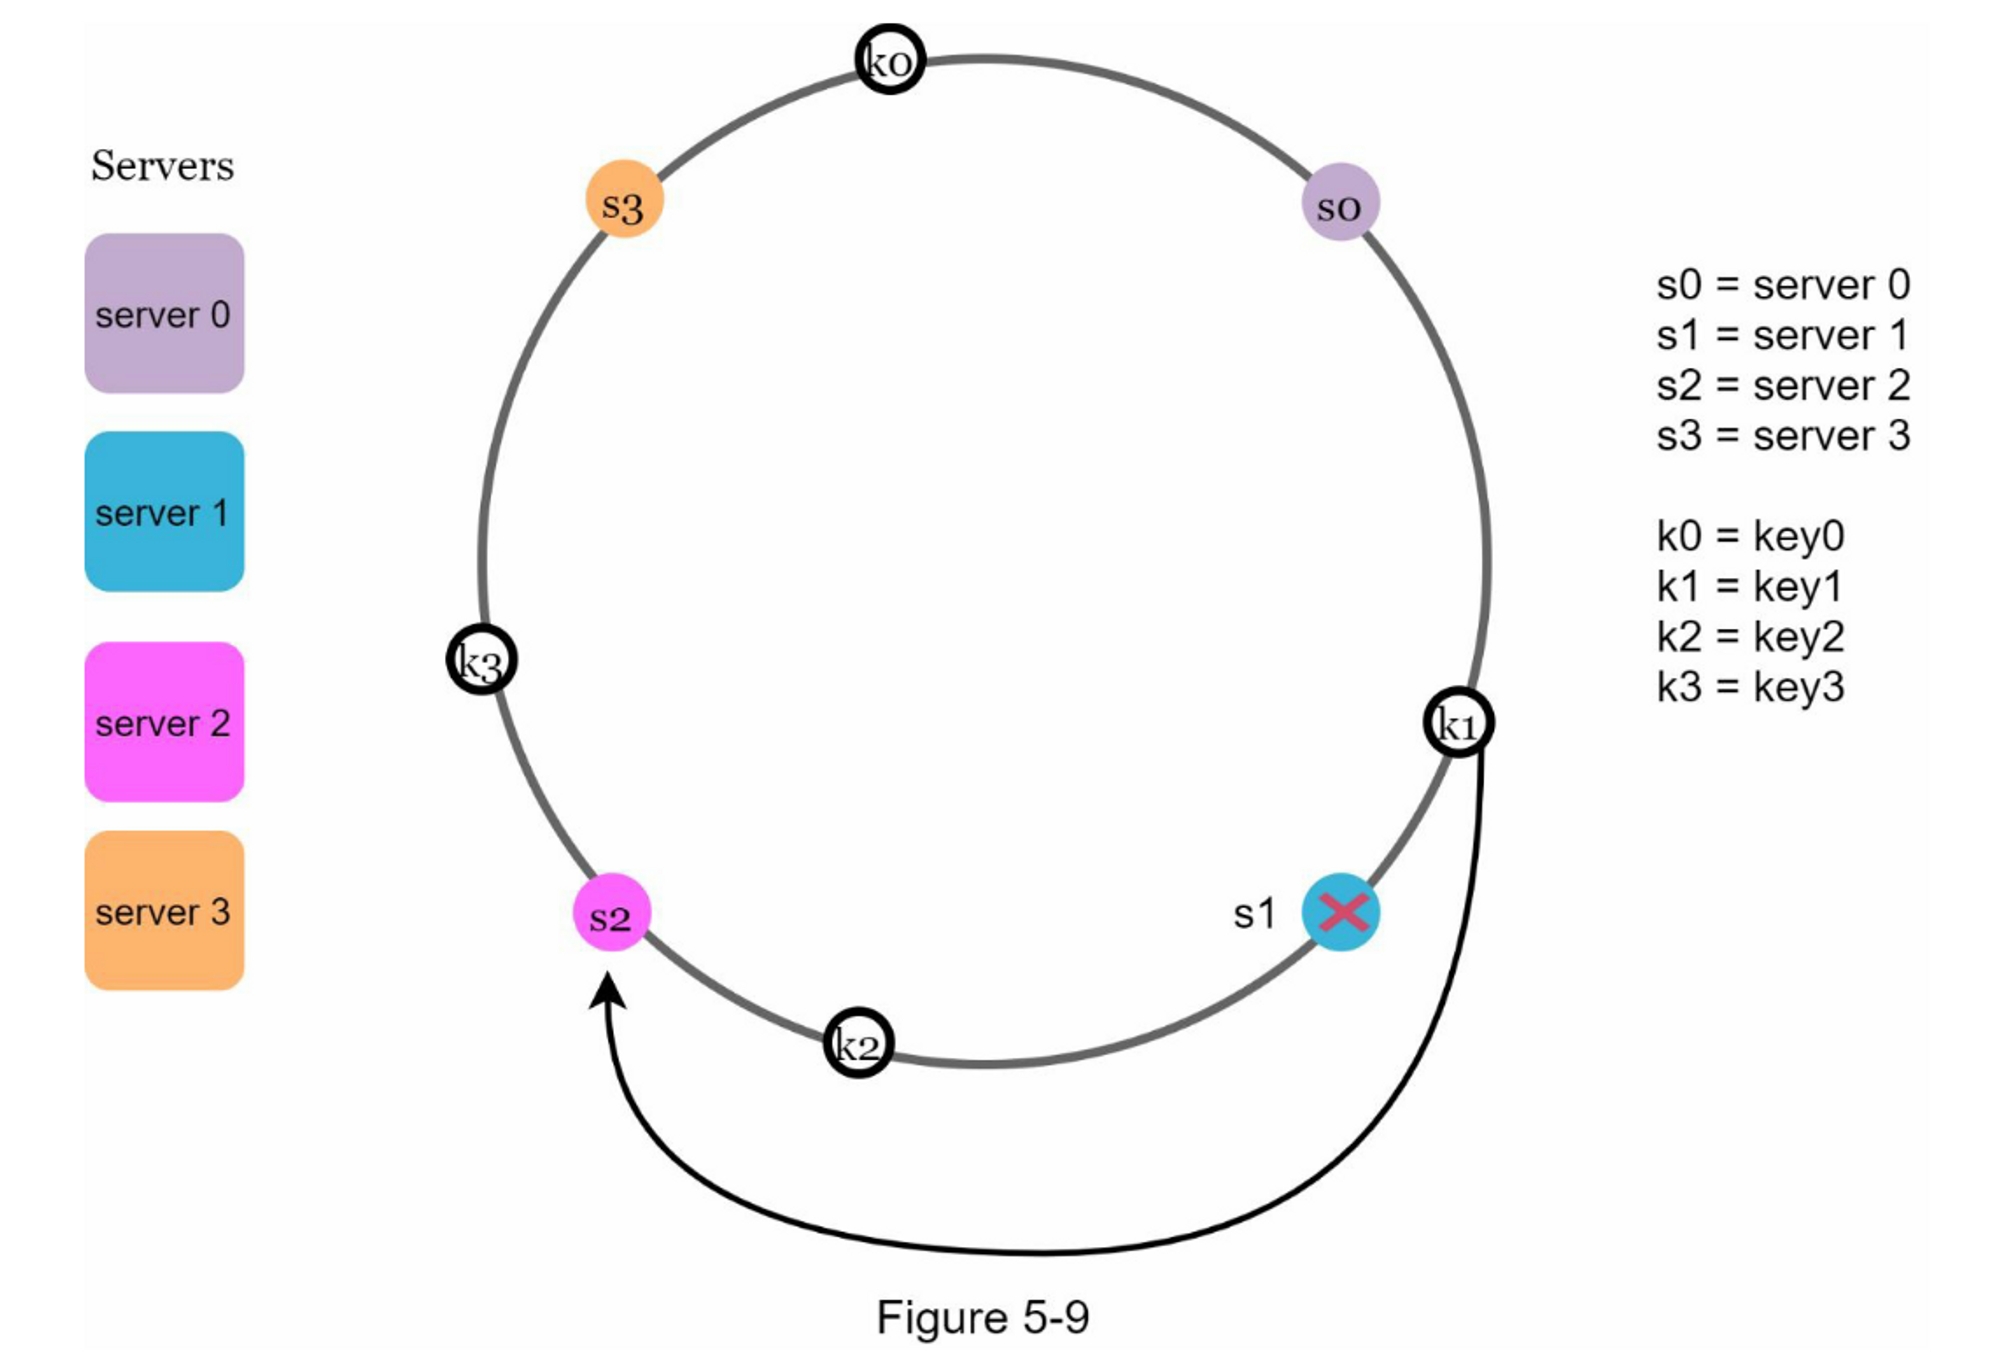 k0
Servers
s3
s0
server 0
s0 = server 0
s1 = server 1
s2 = server 2
s3 = server 3
server 1
k0 = key0
k1 = key1
k2 = key2
k3 = key3
k3
server 2
k1
server 3
s2
s1
k2
Figure 5-9